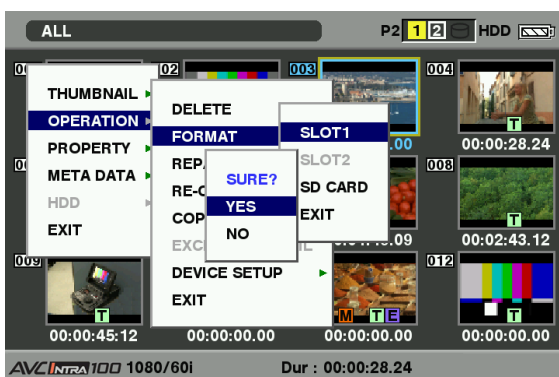 ALL
P2 1 2 HDD
02 003 004
THUMBNAIL
OPERATION
PROPERTY
META DATA
HDD
EXIT
DELETE
FORMAT
DEVICE SETUP
EXIT
SLOT1
SLOT2
SD CARD
EXIT
SURE?
YES
NO
00:00:28.24
008
00:02:43.12
009
012
T
T
T
M T E
T
00:00:45:12
00:00:00.00
00:00:00.00
00:00:00.00
AVC INTRA 100 1080/60i
Dur : 00:00:28.24